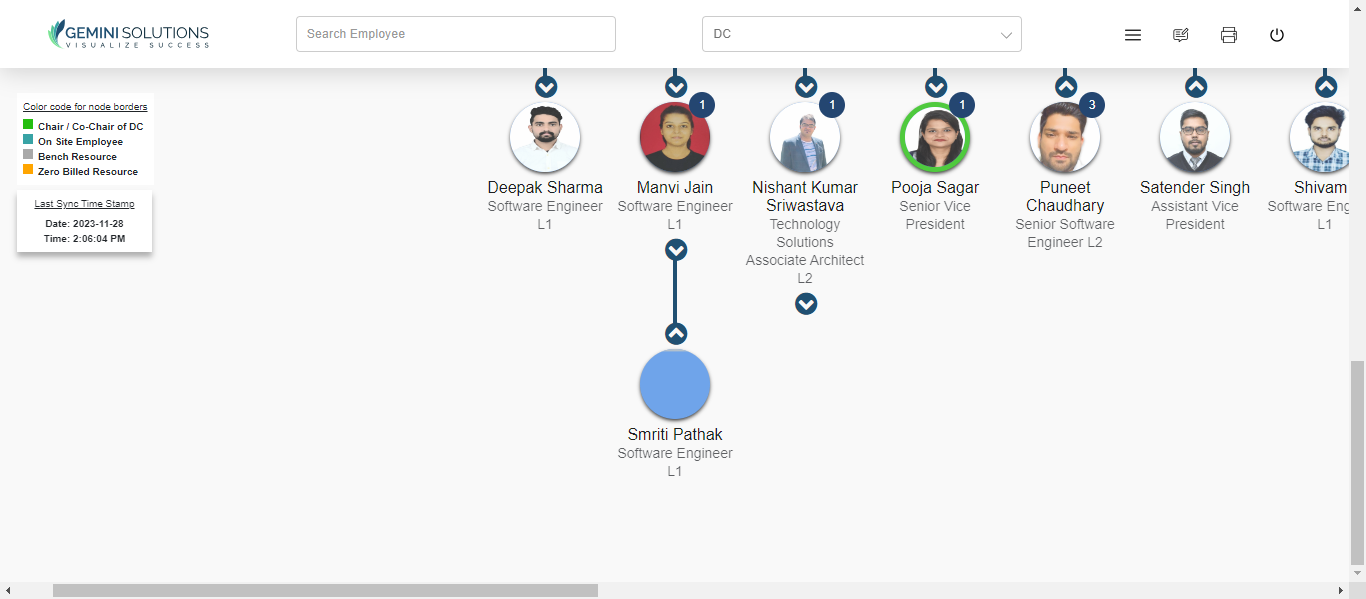 GEMINI SOLUTIONS
VISUALIZE SUCCESS
Search Employee
DC
Color code for node borders
Chair / Co-Chair of DC
On Site Employee
Bench Resource
Zero Billed Resource
Last Sync Time Stamp
Date: 2023-11-28
Time: 2:06:04 PM
Deepak Sharma
Software Engineer
L1
1
Manvi Jain
Software Engineer
L1
1
Nishant Kumar
Sriwastava
Technology
Solutions
Associate Architect
L2
1
Pooja Sagar
Senior Vice
President
3
Puneet
Chaudhary
Senior Software
Engineer L2
Satender Singh
Assistant Vice
President
Shivam
Software Eng
L1
Smriti Pathak
Software Engineer
L1